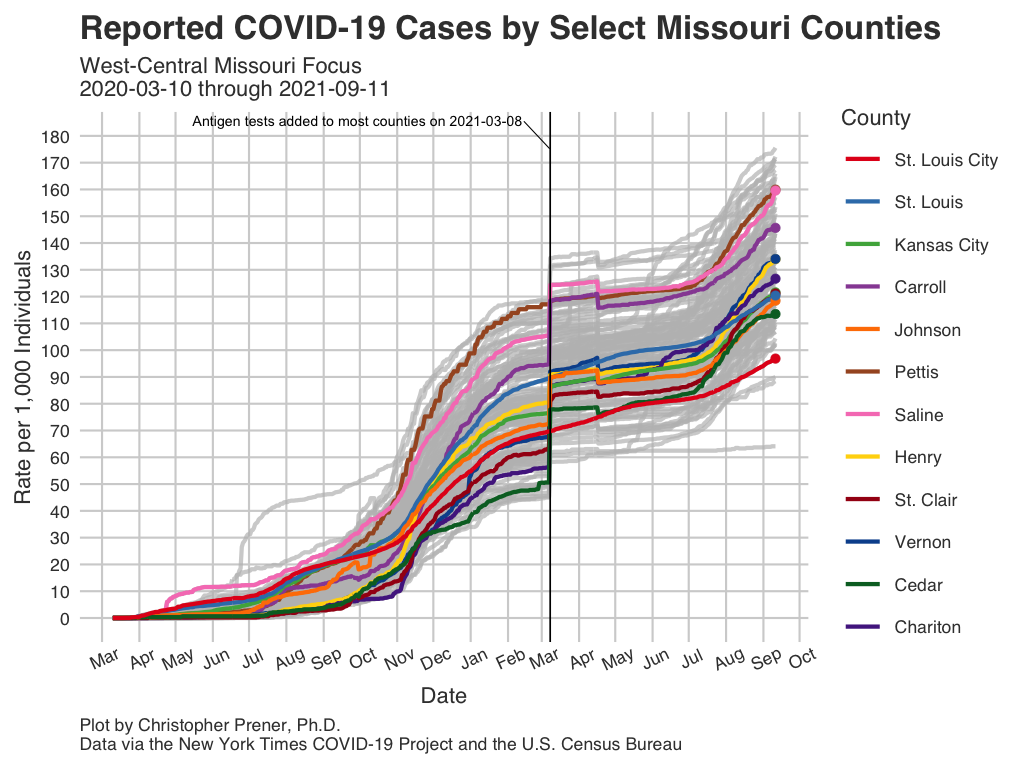 Reported COVID-19 Cases by Select Missouri Counties
West-Central Missouri Focus
2020-03-10 through 2021-09-11
Antigen tests added to most counties on 2021-03-08
Rate per 1,000 Individuals
180
170
160
150
140
130
120
110
100
90
80
70
60
50
40
30
20
10
0
Mar Apr May Jun Jul Aug Sep Oct Nov Dec Jan Feb Mar Apr May Jun Jul Aug Sep Oct
Date
County
St. Louis City
St. Louis
Kansas City
Carroll
Johnson
Pettis
Saline
Henry
St. Clair
Vernon
Cedar
Chariton
Plot by Christopher Prener, Ph.D.
Data via the New York Times COVID-19 Project and the U.S. Census Bureau